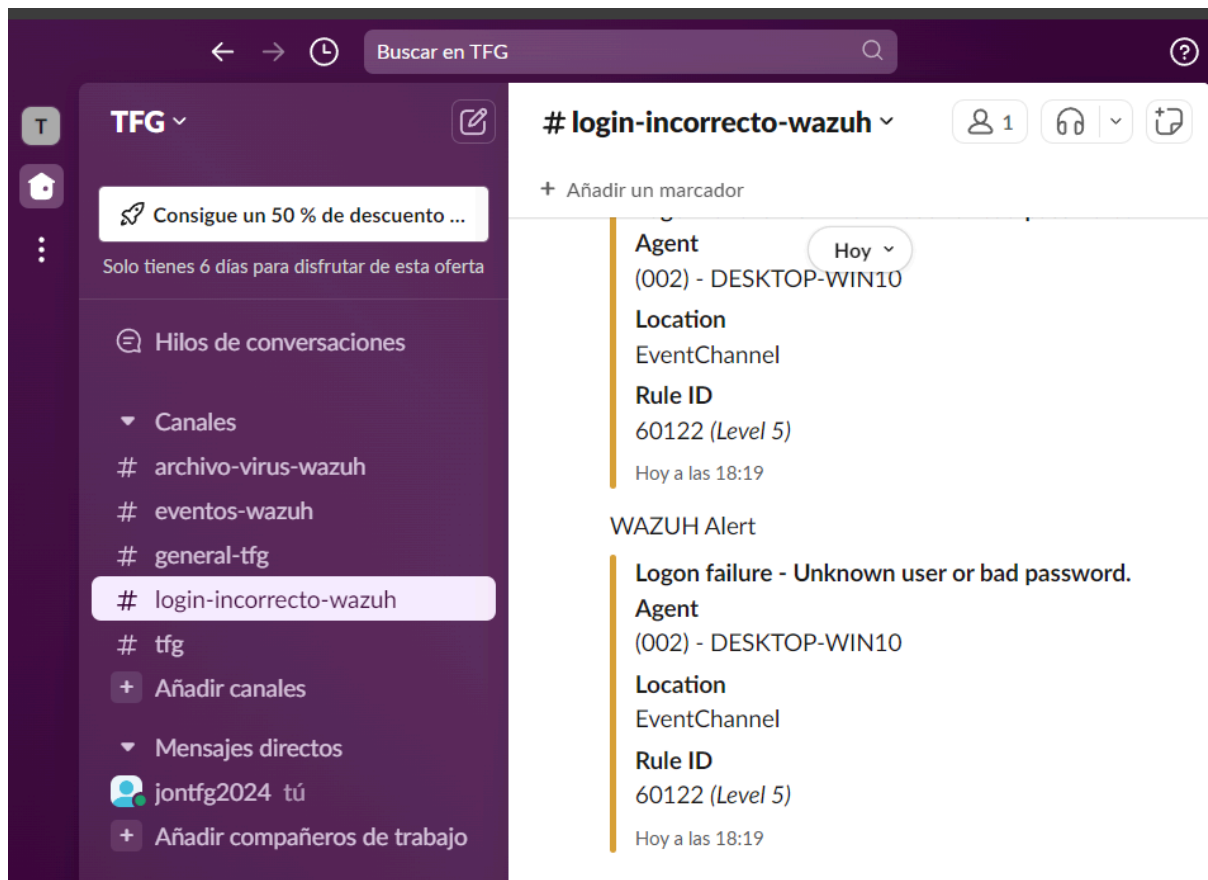 Buscar en TFG
T
TFG
Consigue un 50 % de descuento ...
Solo tienes 6 días para disfrutar de esta oferta
Hilos de conversaciones
Canales
# archivo-virus-wazuh
# eventos-wazuh
# general-tfg
# login-incorrecto-wazuh
# tfg
+ Añadir canales
Mensajes directos
jontfg2024 tú
+ Añadir compañeros de trabajo
# login-incorrecto-wazuh
1
+ Añadir un marcador
Hoy
Agent
(002) - DESKTOP-WIN10
Location
EventChannel
Rule ID
60122 (Level 5)
Hoy a las 18:19
WAZUH Alert
Logon failure - Unknown user or bad password.
Agent
(002) - DESKTOP-WIN10
Location
EventChannel
Rule ID
60122 (Level 5)
Hoy a las 18:19